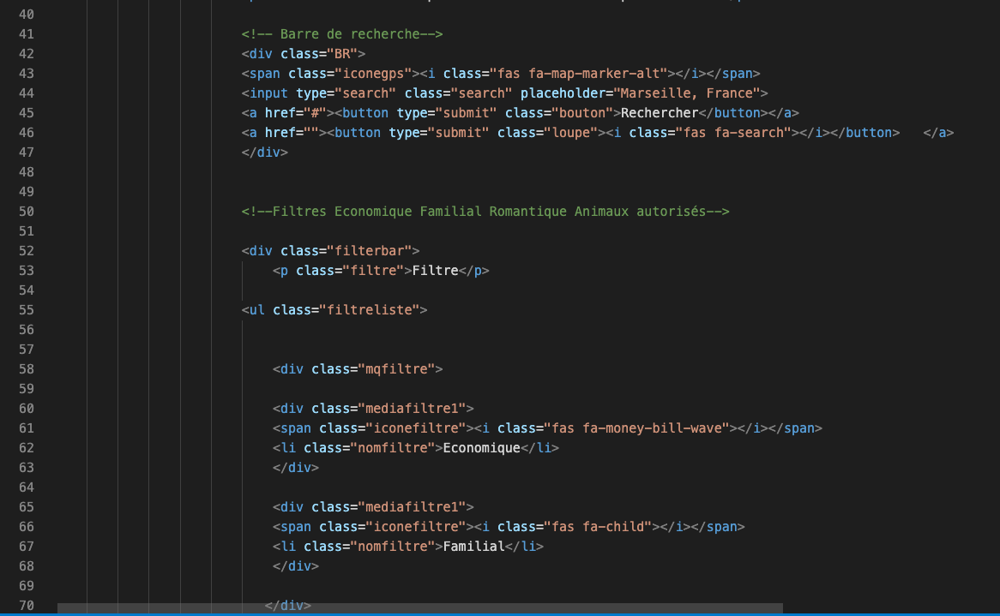 40
41 <!-- Barre de recherche-->
42 <div class="BR">
43 <span class="iconegps"><i class="fas fa-map-marker-alt"></i></span>
44 <input type="search" class="search" placeholder="Marseille, France">
45 <a href="#"><button type="submit" class="bouton">Rechercher</button></a>
46 <a href=""><button type="submit" class="loupe"><i class="fas fa-search"></i></button>   </a>
47 </div>
48
49
50 <!--Filtres Economique Familial Romantique Animaux autorisés-->
51
52 <div class="filterbar">
53     <p class="filtre">Filtre</p>
54
55 <ul class="filtreliste">
56
57
58     <div class="mqfiltre">
59
60     <div class="mediafiltre1">
61     <span class="iconefiltre"><i class="fas fa-money-bill-wave"></i></span>
62     <li class="nomfiltre">Economique</li>
63     </div>
64
65     <div class="mediafiltre1">
66     <span class="iconefiltre"><i class="fas fa-child"></i></span>
67     <li class="nomfiltre">Familial</li>
68     </div>
69
70    </div>